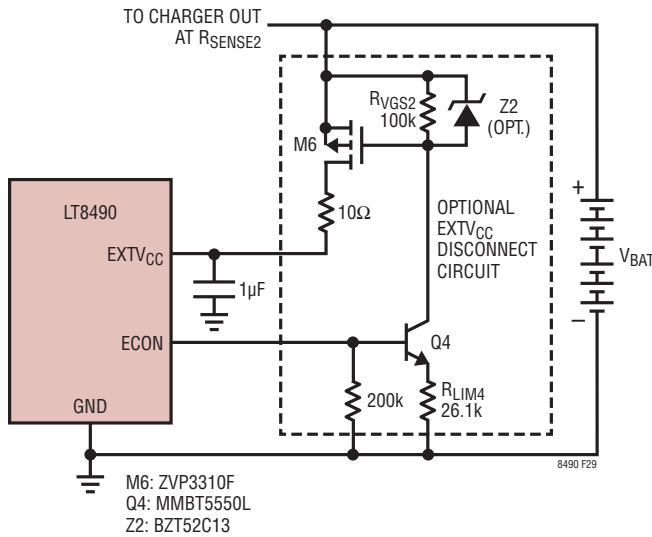 TO CHARGER OUT
AT RSENSE2
RVGS2
100k
Z2
(OPT.)
M6
LT8490
10Ω
OPTIONAL
EXTVCC
DISCONNECT
CIRCUIT
+
VBAT
EXTVCC
1µF
–
ECON
Q4
200k
RLIM4
26.1k
GND
8490 F29
M6: ZVP3310F
Q4: MMBT5550L
Z2: BZT52C13